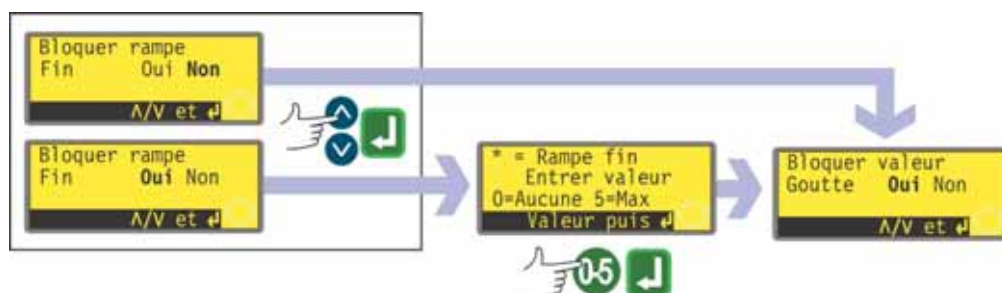 Bloquer rampe
Fin Oui Non
Λ/V et ↲
Bloquer rampe
Fin Oui Non
Λ/V et ↲
* = Rampe fin
Entrer valeur
0=Aucune 5=Max
Valeur puis ↲
0-5
Bloquer valeur
Goutte Oui Non
Λ/V et ↲